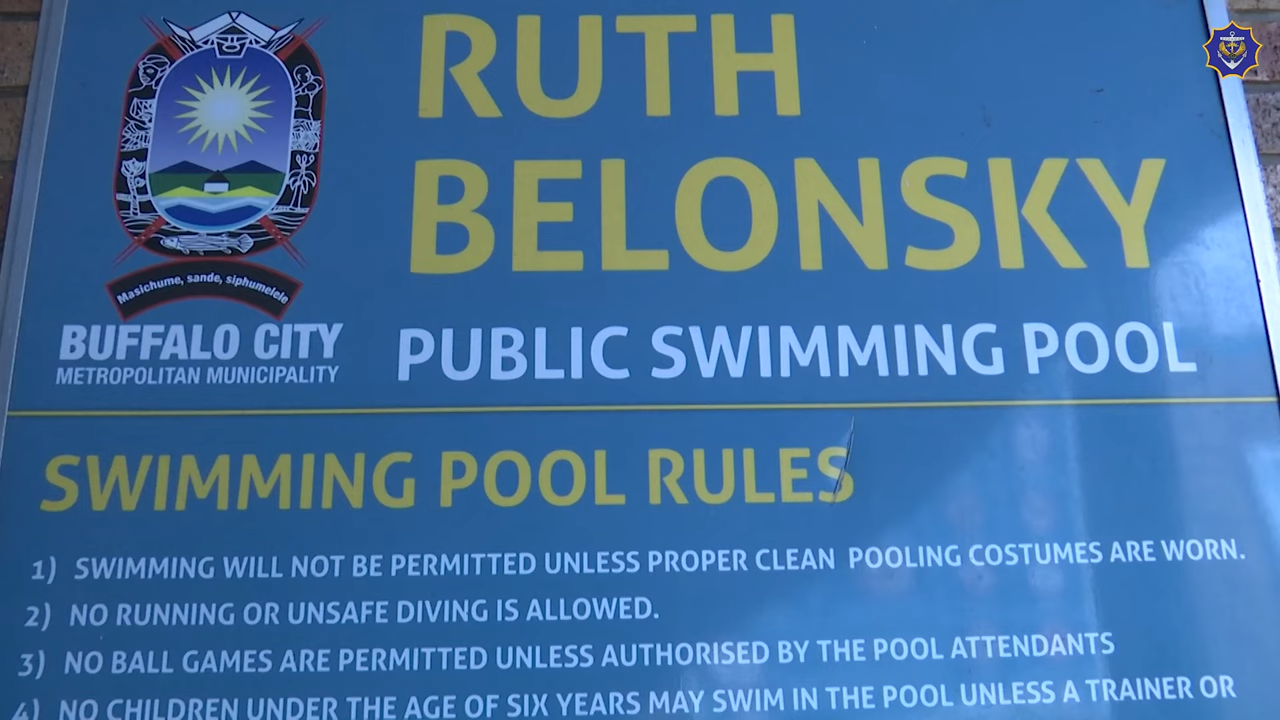 RUTH
BELONSKY
PUBLIC SWIMMING POOL
Masichume, sande, siphumelele
BUFFALO CITY
METROPOLITAN MUNICIPALITY
SWIMMING POOL RULES
1) SWIMMING WILL NOT BE PERMITTED UNLESS PROPER CLEAN POOLING COSTUMES ARE WORN.
2) NO RUNNING OR UNSAFE DIVING IS ALLOWED.
3) NO BALL GAMES ARE PERMITTED UNLESS AUTHORISED BY THE POOL ATTENDANTS
4) NO CHILDREN UNDER THE AGE OF SIX YEARS MAY SWIM IN THE POOL UNLESS A TRAINER OR